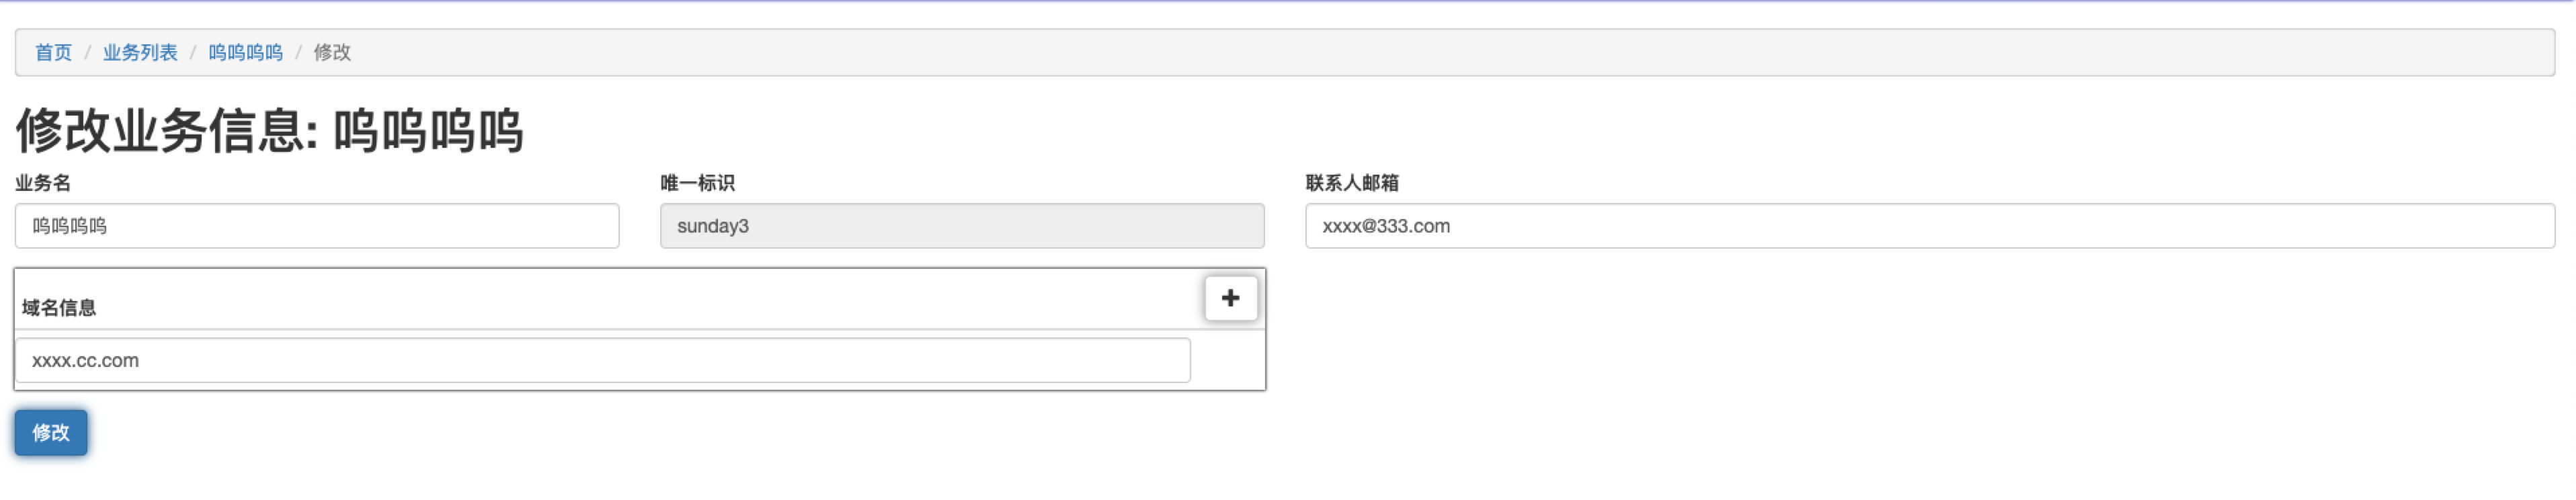 首页 / 业务列表 / 呜呜呜呜 / 修改
修改业务信息: 呜呜呜呜
业务名 唯一标识 联系人邮箱
呜呜呜呜 sunday3 xxxx@333.com
域名信息
xxxx.cc.com
修改